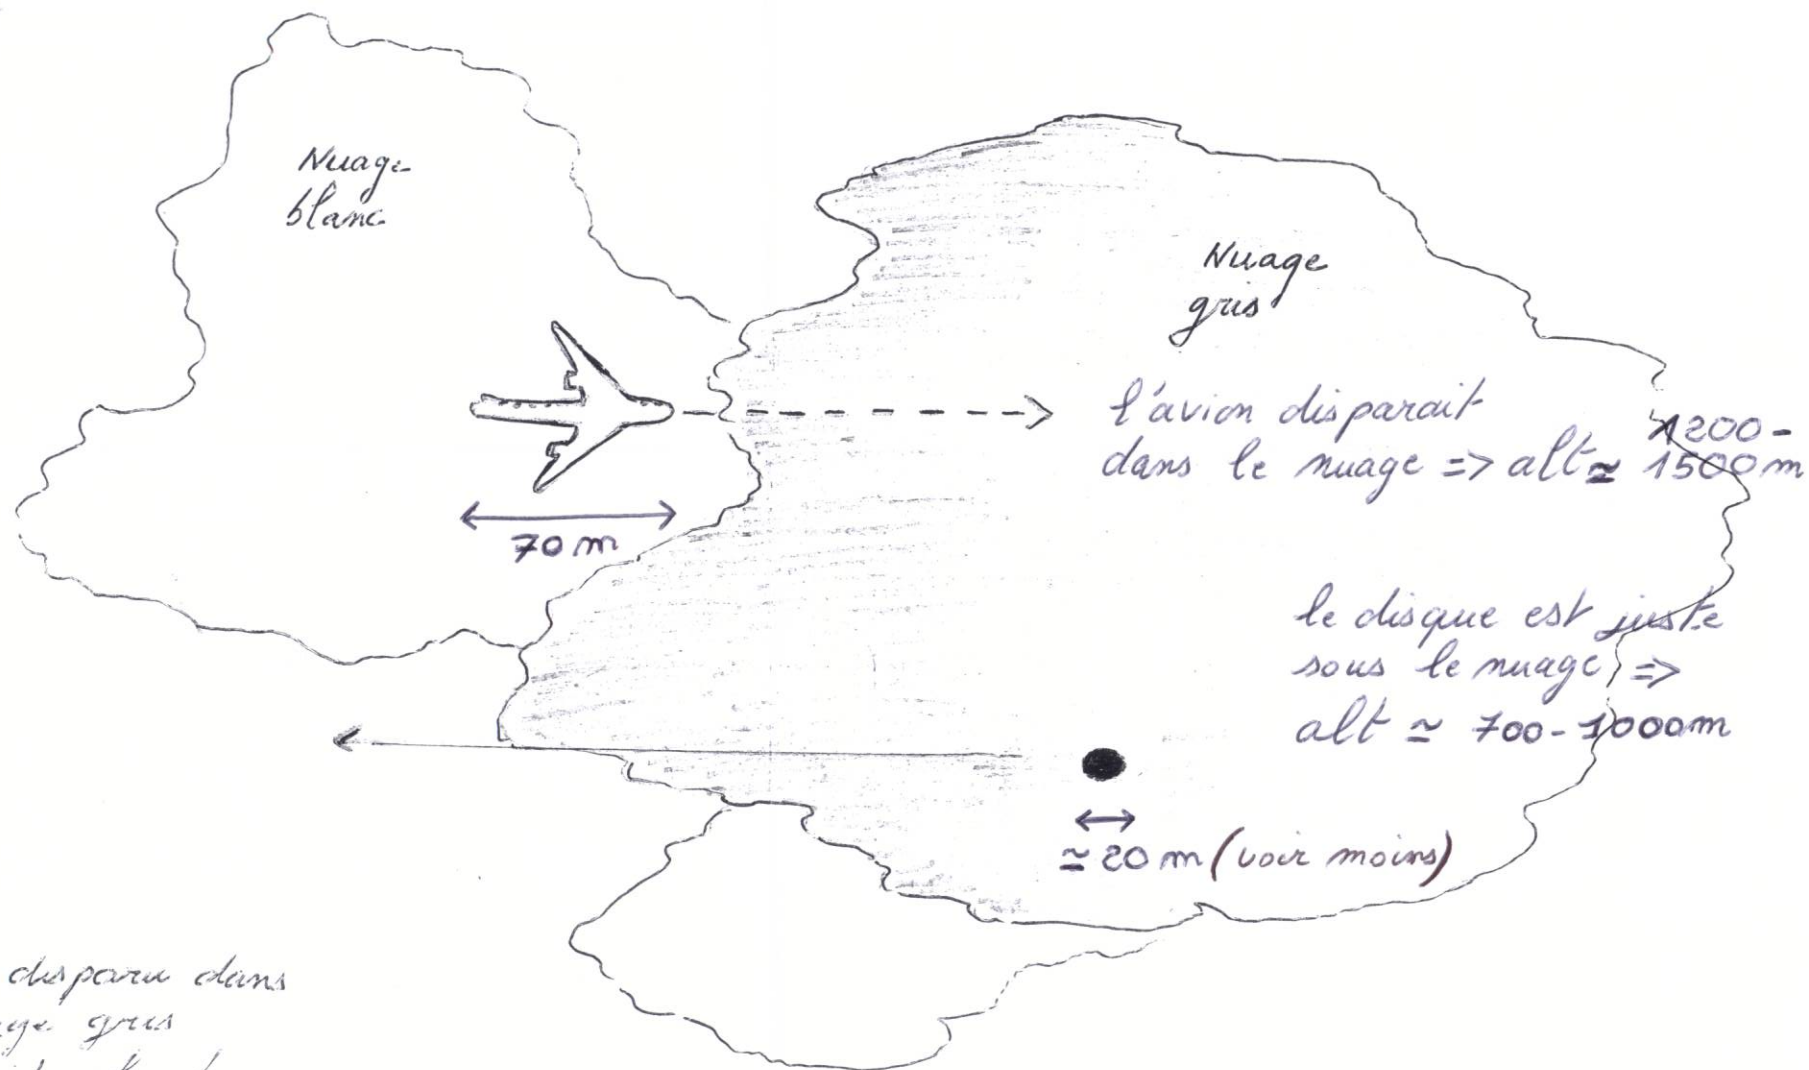 Nuage
blanc
Nuage
gris
l'avion disparait
dans le nuage => alt ≃ 1200-
1500 m
70 m
le disque est juste
sous le nuage =>
alt ≃ 700-1000m
≃ 20 m (voir moins)
disparu dans
gris